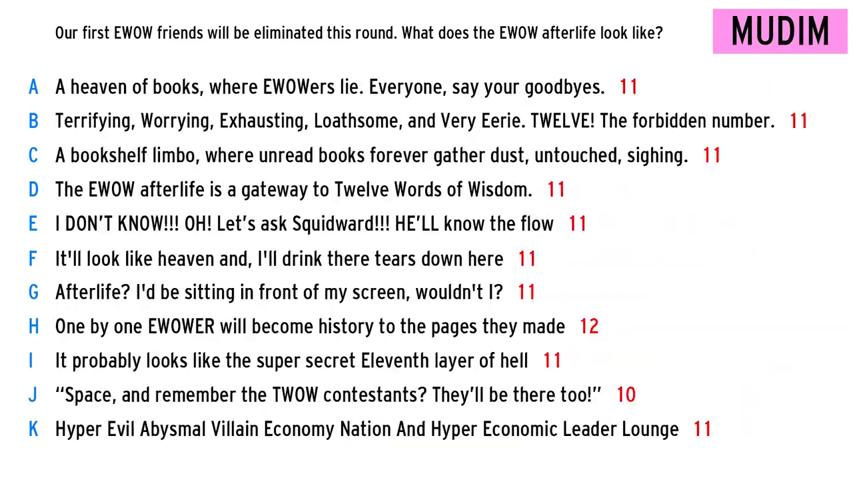 Our first EWOW friends will be eliminated this round. What does the EWOW afterlife look like?
MUDIM
A A heaven of books, where EWOWers lie. Everyone, say your goodbyes. 11
B Terrifying, Worrying, Exhausting, Loathsome, and Very Eerie. TWELVE! The forbidden number. 11
C A bookshelf limbo, where unread books forever gather dust, untouched, sighing. 11
D The EWOW afterlife is a gateway to Twelve Words of Wisdom. 11
E I DON'T KNOW!!! OH! Let's ask Squidward!!! HE'LL know the flow 11
F It'll look like heaven and, I'll drink there tears down here 11
G Afterlife? I'd be sitting in front of my screen, wouldn't I? 11
H One by one EWOWER will become history to the pages they made 12
I It probably looks like the super secret Eleventh layer of hell 11
J “Space, and remember the TWOW contestants? They’ll be there too!” 10
K Hyper Evil Abysmal Villain Economy Nation And Hyper Economic Leader Lounge 11